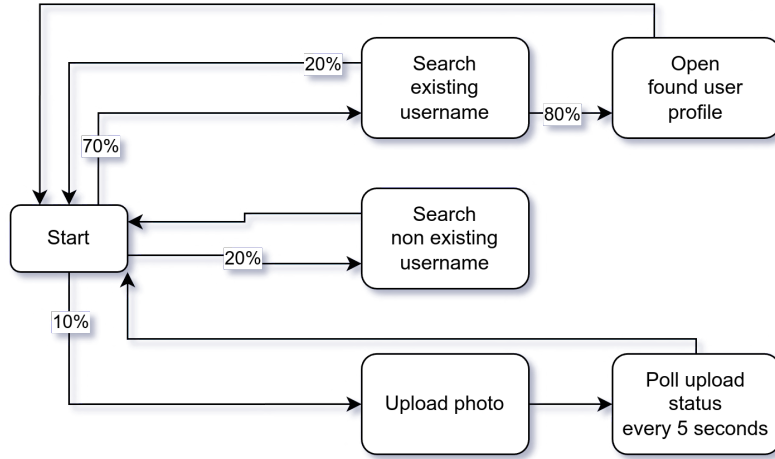 Search
existing
username
Open
found user
profile
20%
80%
70%
Start
Search
non existing
username
20%
10%
Upload photo
Poll upload
status
every 5 seconds